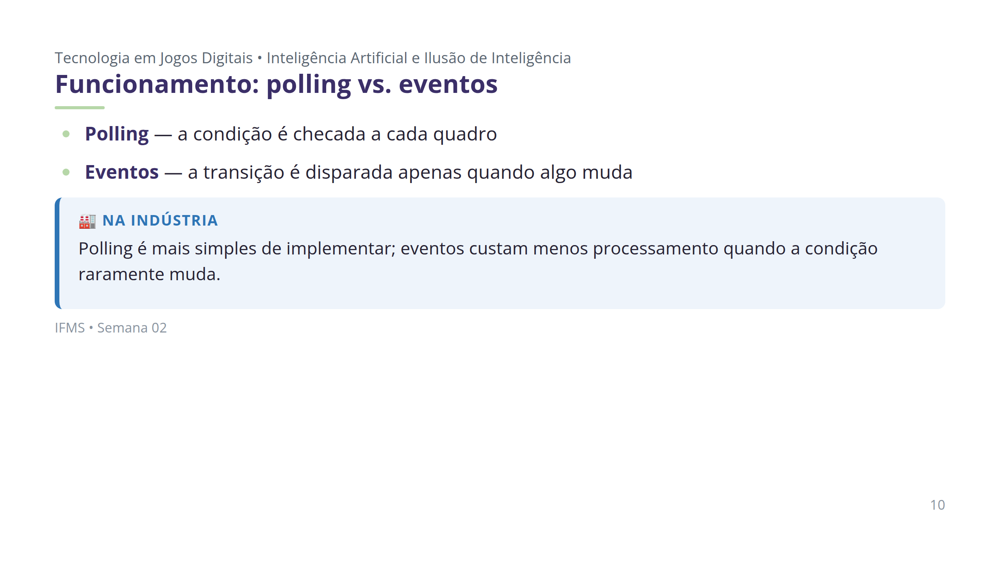 Tecnologia em Jogos Digitais • Inteligência Artificial e Ilusão de Inteligência
Funcionamento: polling vs. eventos
• Polling — a condição é checada a cada quadro
• Eventos — a transição é disparada apenas quando algo muda
🏭 NA INDÚSTRIA
Polling é mais simples de implementar; eventos custam menos processamento quando a condição
raramente muda.
IFMS • Semana 02
10